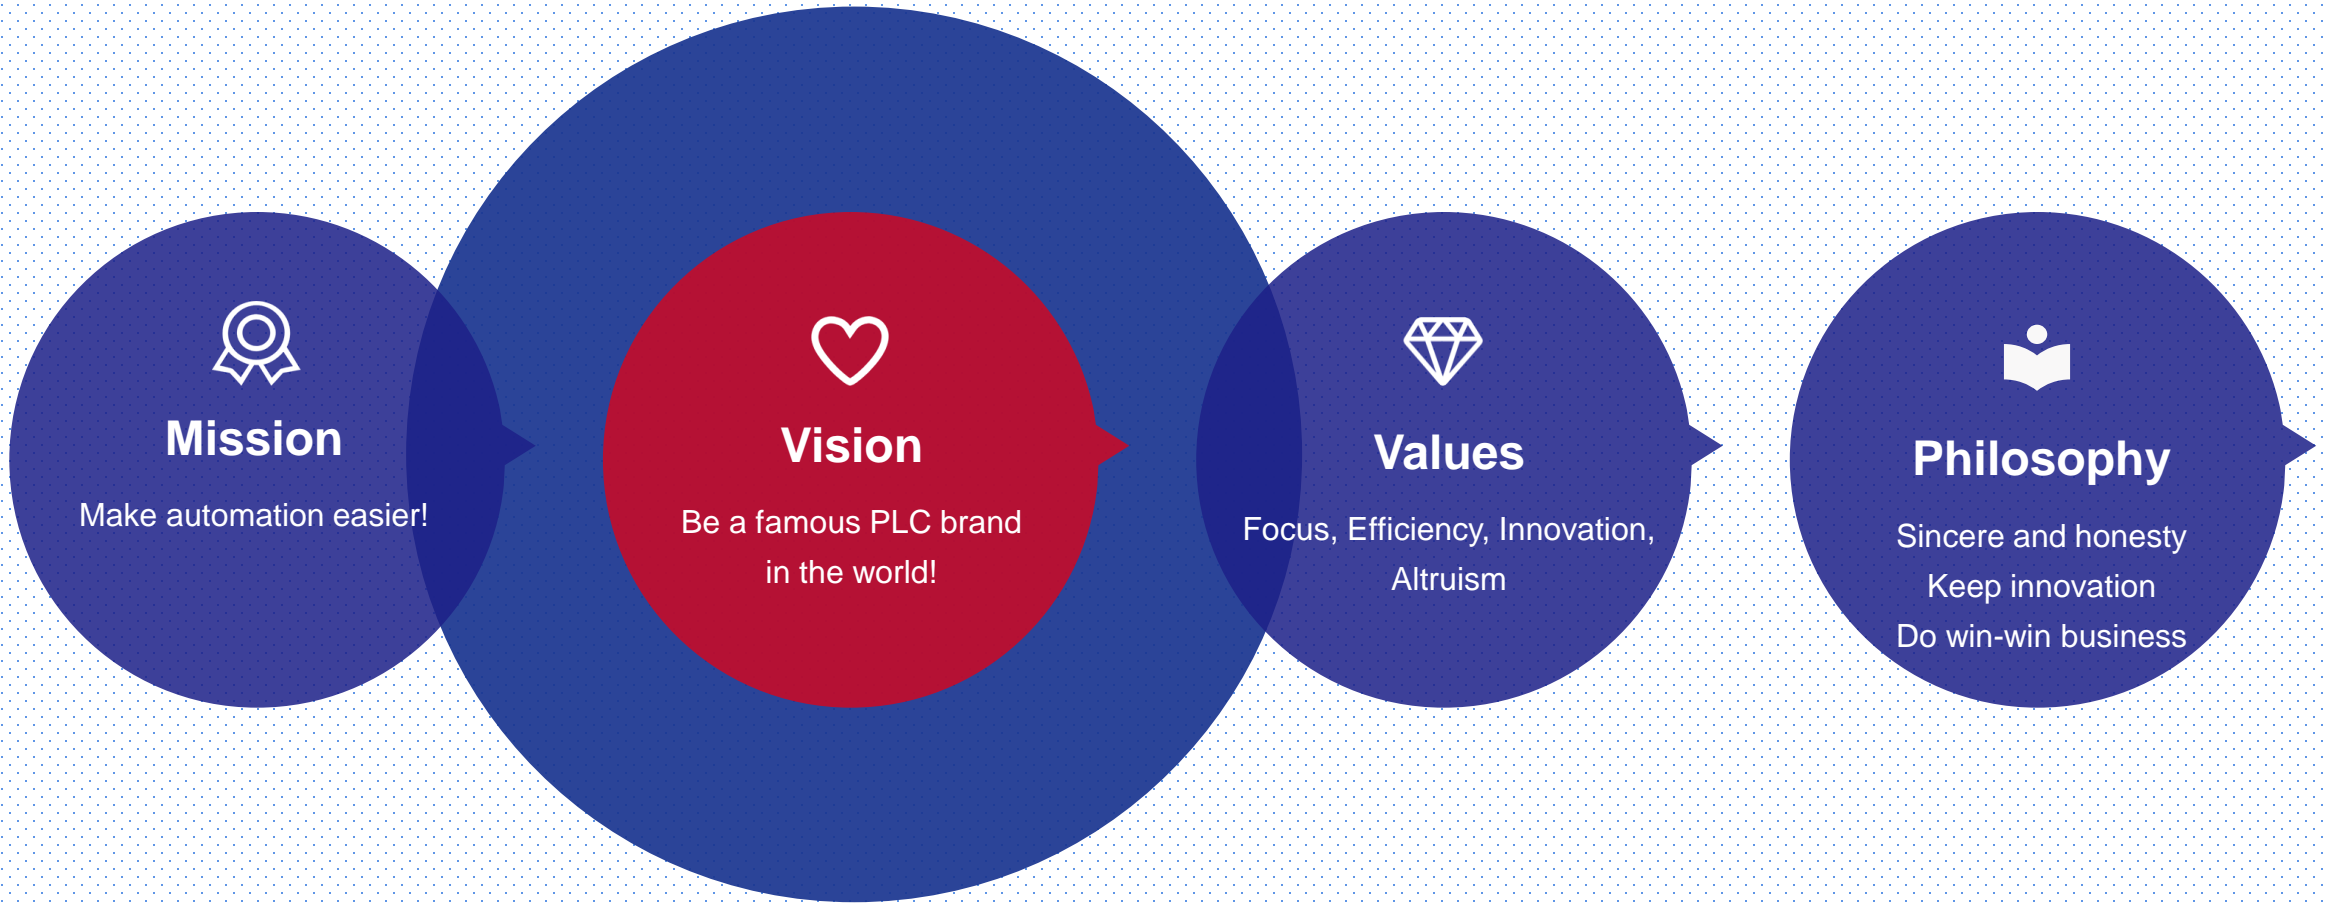 Mission
Make automation easier!
Vision
Be a famous PLC brand
in the world!
Values
Focus, Efficiency, Innovation,
Altruism
Philosophy
Sincere and honesty
Keep innovation
Do win-win business